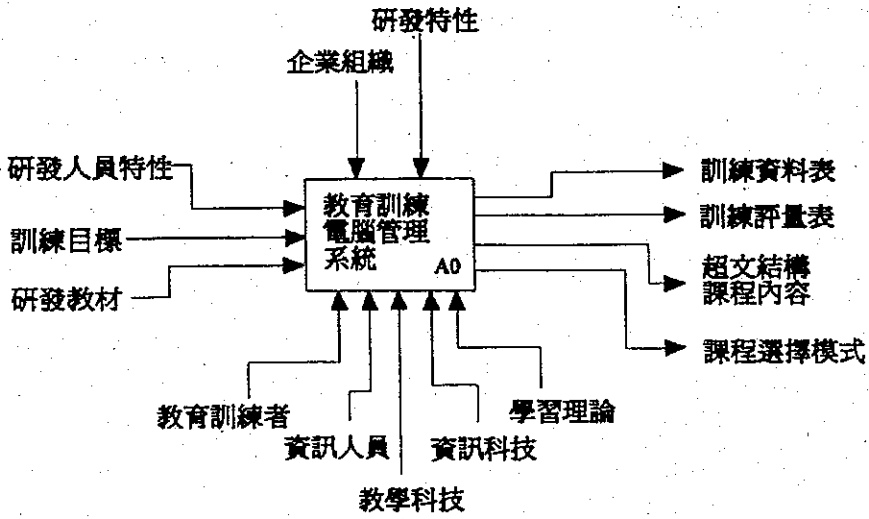 研發特性
企業組織
研發人員特性
訓練目標
研發教材
教育訓練
電腦管理
系統
A0
訓練資料表
訓練評量表
超文結構
課程內容
課程選擇模式
教育訓練者
資訊人員
教學科技
資訊科技
學習理論